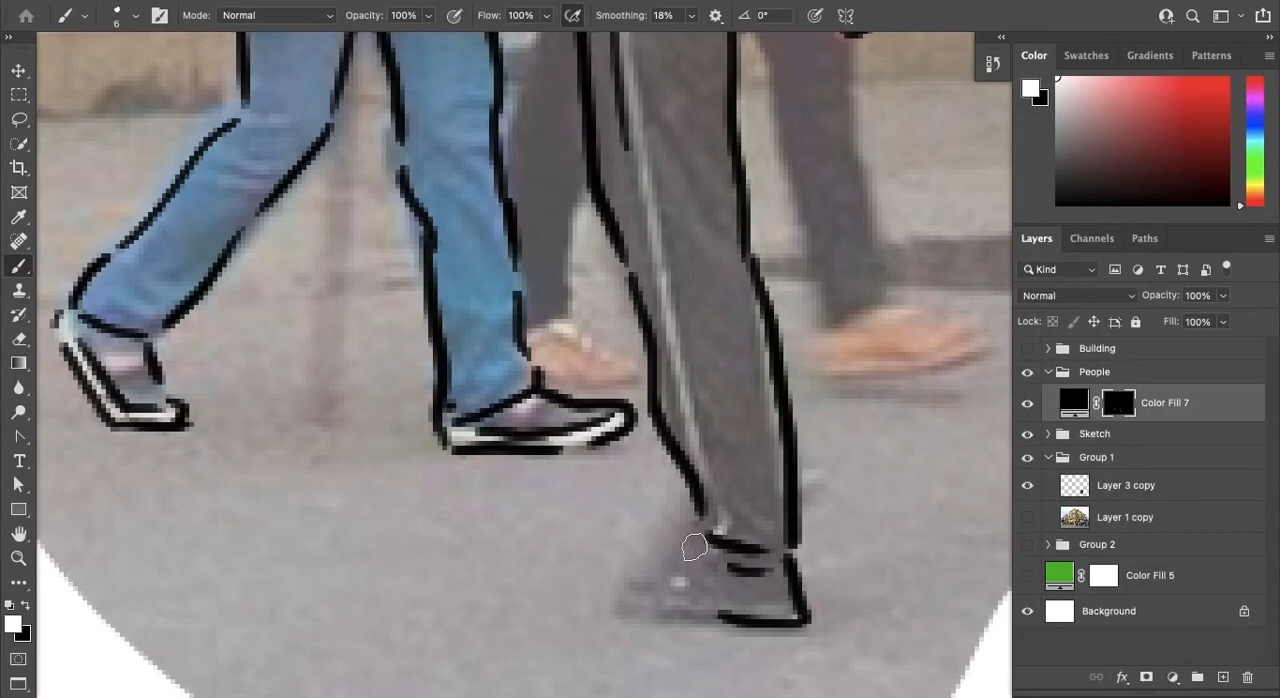 6
Mode: Normal
Opacity: 100%
Flow: 100%
Smoothing: 18%
0°
Color
Swatches
Gradients
Patterns
Layers
Channels
Paths
Kind
Normal
Opacity: 100%
Lock:
Fill: 100%
Building
People
Color Fill 7
Sketch
Group 1
Layer 3 copy
Layer 1 copy
Group 2
Color Fill 5
Background
fx